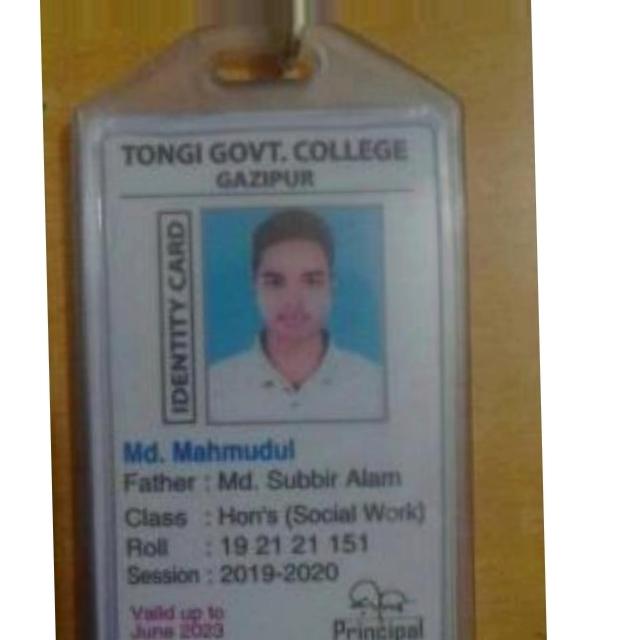 TONGI GOVT. COLLEGE
GAZIPUR
IDENTITY CARD
Md. Mahmudul
Father : Md. Subbir Alam
Class : Hon's (Social Work)
Roll : 19 21 21 151
Session : 2019-2020
Valid up to
June 2023
Principal